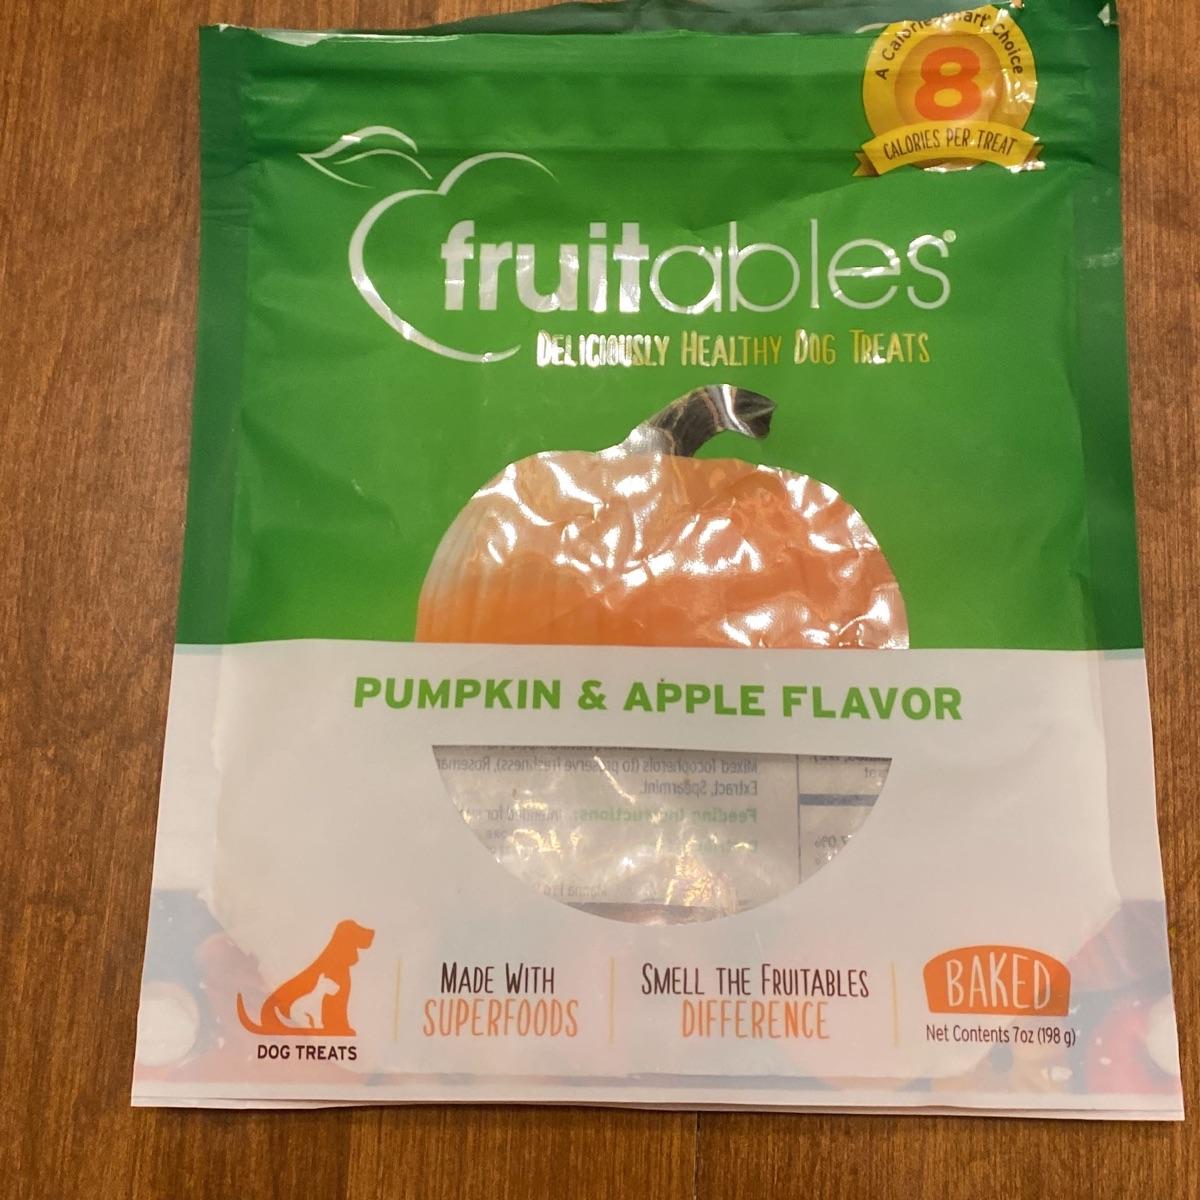 A Calorie Smart Choice
8
CALORIES PER TREAT
fruitables®
DELICIOUSLY HEALTHY DOG TREATS
PUMPKIN & APPLE FLAVOR
Mixed Tocopherols (to preserve freshness),
Extract, Spearmint.
Feeding Instructions:
MADE WITH
SUPERFOODS
SMELL THE FRUITABLES
DIFFERENCE
BAKED
DOG TREATS
Net Contents 7oz (198 g)